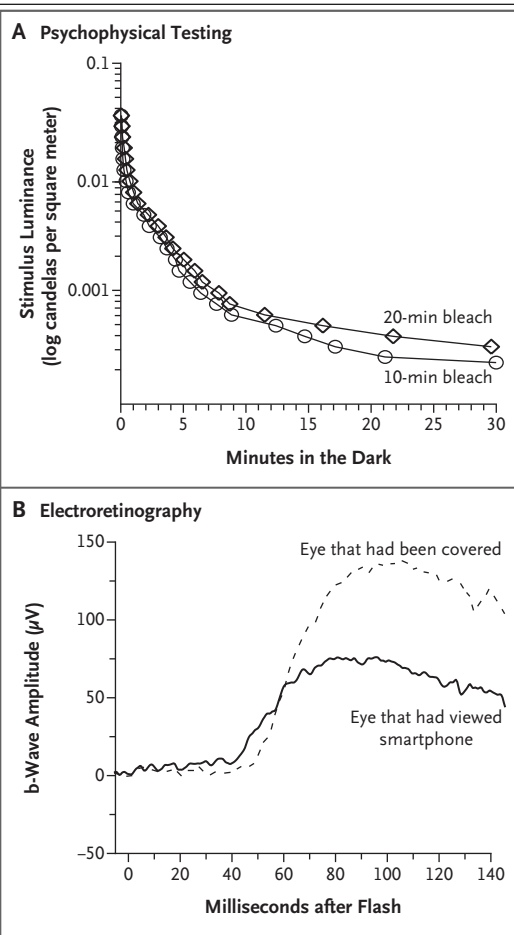 A Psychophysical Testing
0.1
0.01
0.001
Stimulus Luminance
(log candelas per square meter)
20-min bleach
10-min bleach
0 5 10 15 20 25 30
Minutes in the Dark
B Electroretinography
150
100
50
0
–50
b-Wave Amplitude (µV)
Eye that had been covered
Eye that had viewed
smartphone
0 20 40 60 80 100 120 140
Milliseconds after Flash